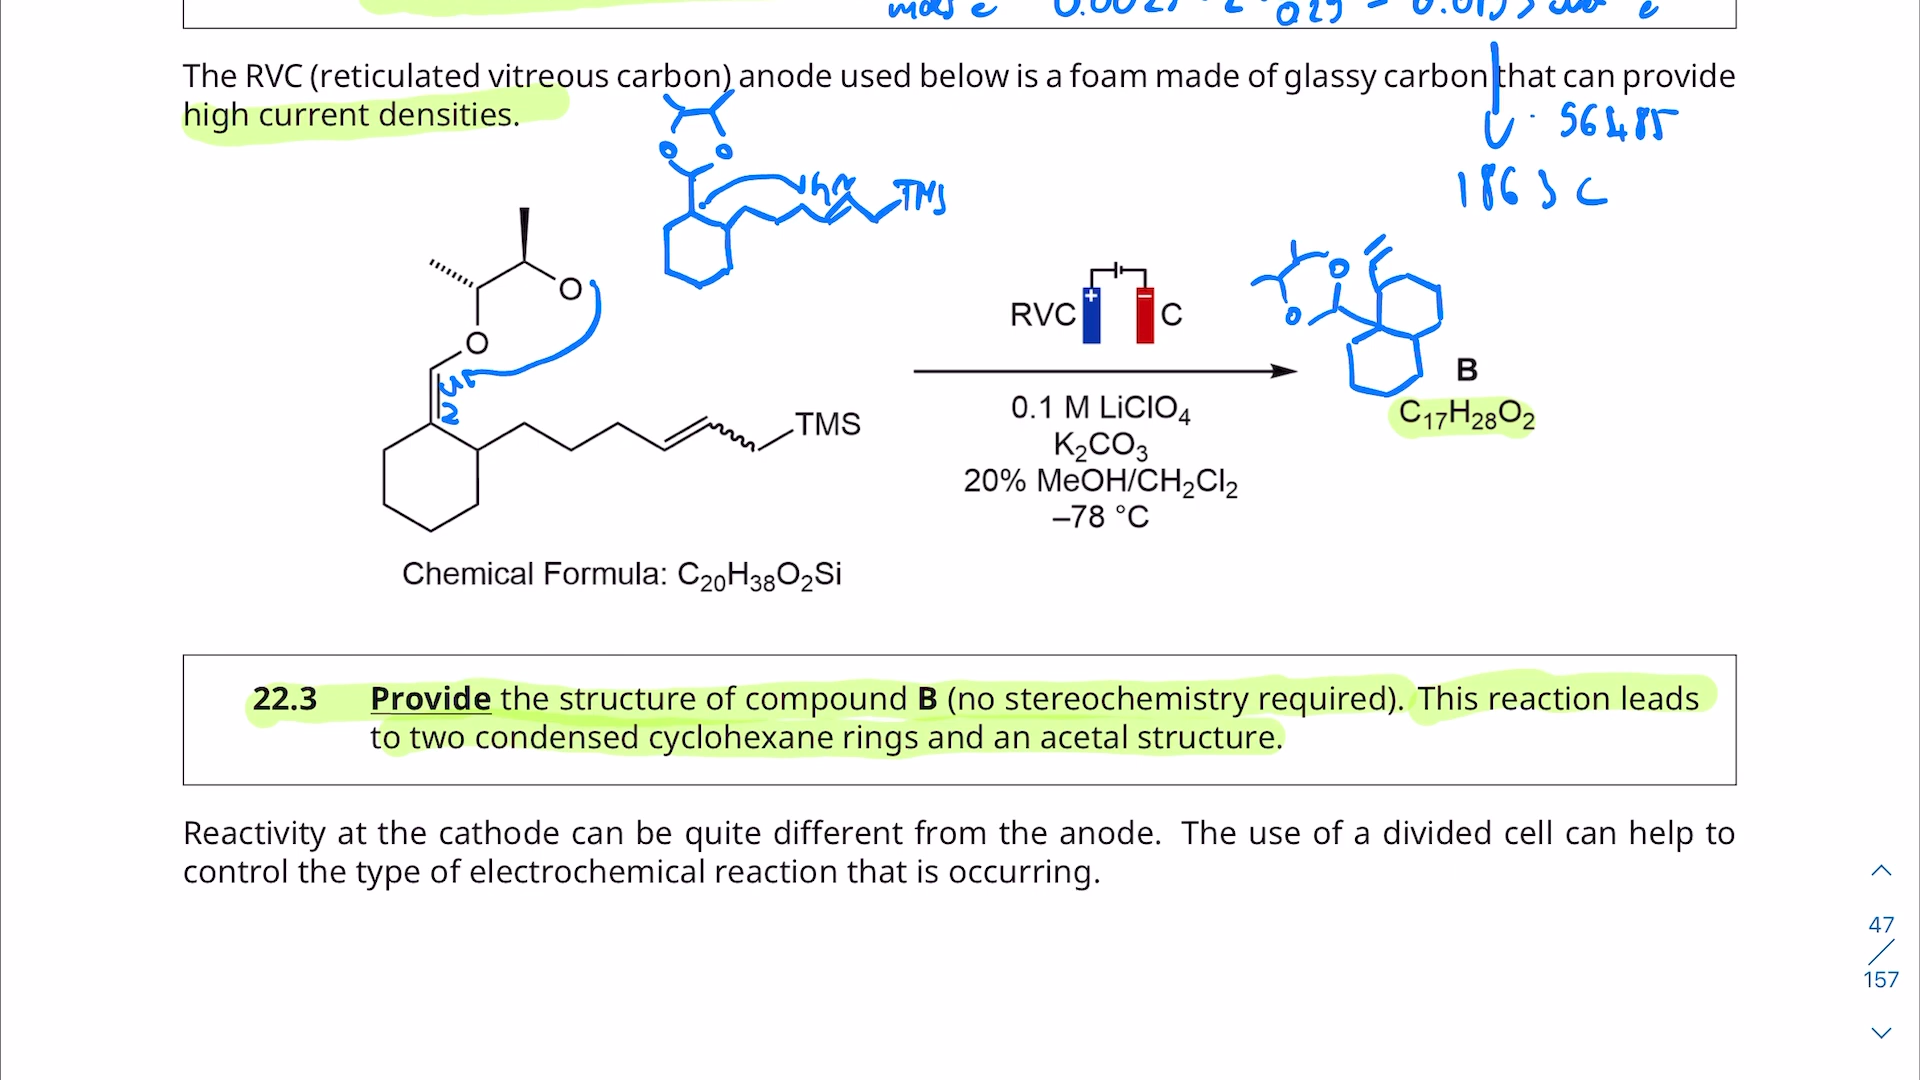 The RVC (reticulated vitreous carbon) anode used below is a foam made of glassy carbon that can provide
high current densities.
1863 C
O
O
TMS
O
O
O
O
TMS
RVC + − C
0.1 M LiClO₄
K₂CO₃
20% MeOH/CH₂Cl₂
–78 °C
B
C₁₇H₂₈O₂
Chemical Formula: C₂₀H₃₈O₂Si
22.3 Provide the structure of compound B (no stereochemistry required). This reaction leads
to two condensed cyclohexane rings and an acetal structure.
Reactivity at the cathode can be quite different from the anode. The use of a divided cell can help to
control the type of electrochemical reaction that is occurring.
47
157